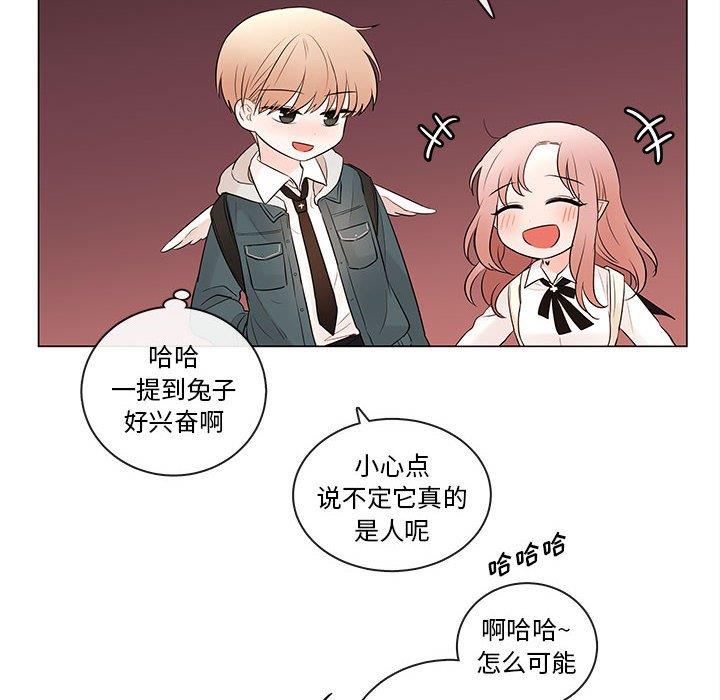 哈哈
一提到兔子
好兴奋啊
小心点
说不定它真的
是人呢
哈哈哈
啊哈哈~
怎么可能